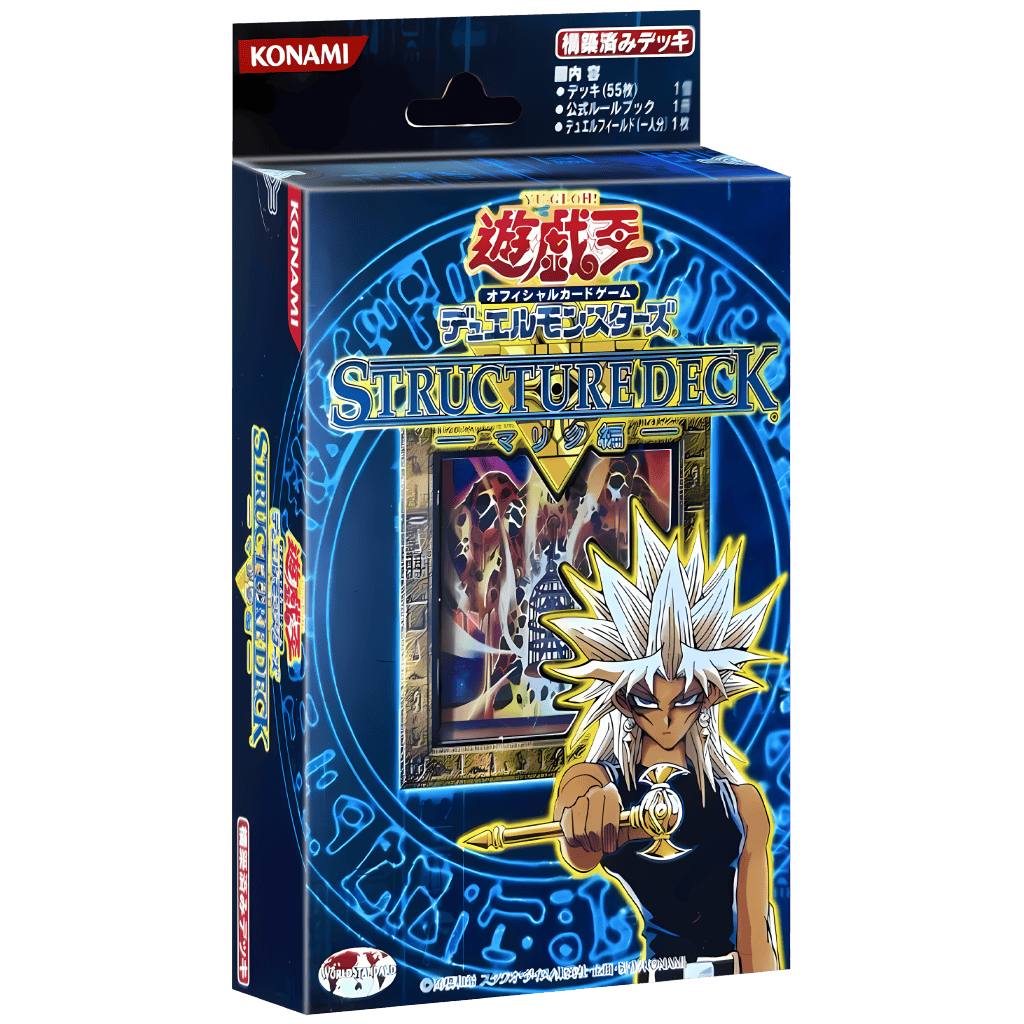 KONAMI
構築済みデッキ
■内 容
●デッキ(55枚) 1個
●公式ルールブック 1冊
●デュエルフィールド(一人分) 1枚
YU-GI-OH!
遊戯王
オフィシャルカードゲーム
デュエルモンスターズ
STRUCTURE DECK
マリク編
KONAMI
遊戯王
STRUCTURE DECK
構築済みデッキ
WORLD STANDARD
KONAMI